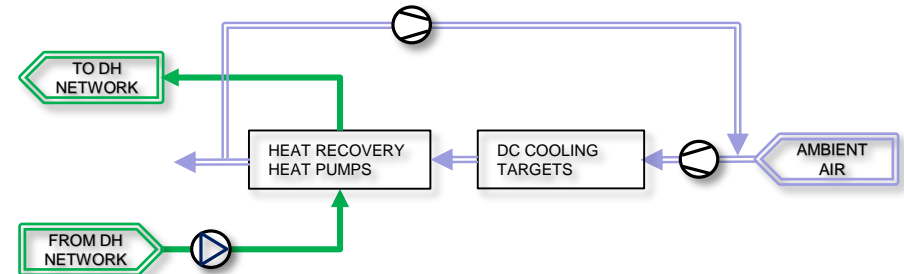 TO DH
NETWORK
HEAT RECOVERY
HEAT PUMPS
DC COOLING
TARGETS
AMBIENT
AIR
FROM DH
NETWORK